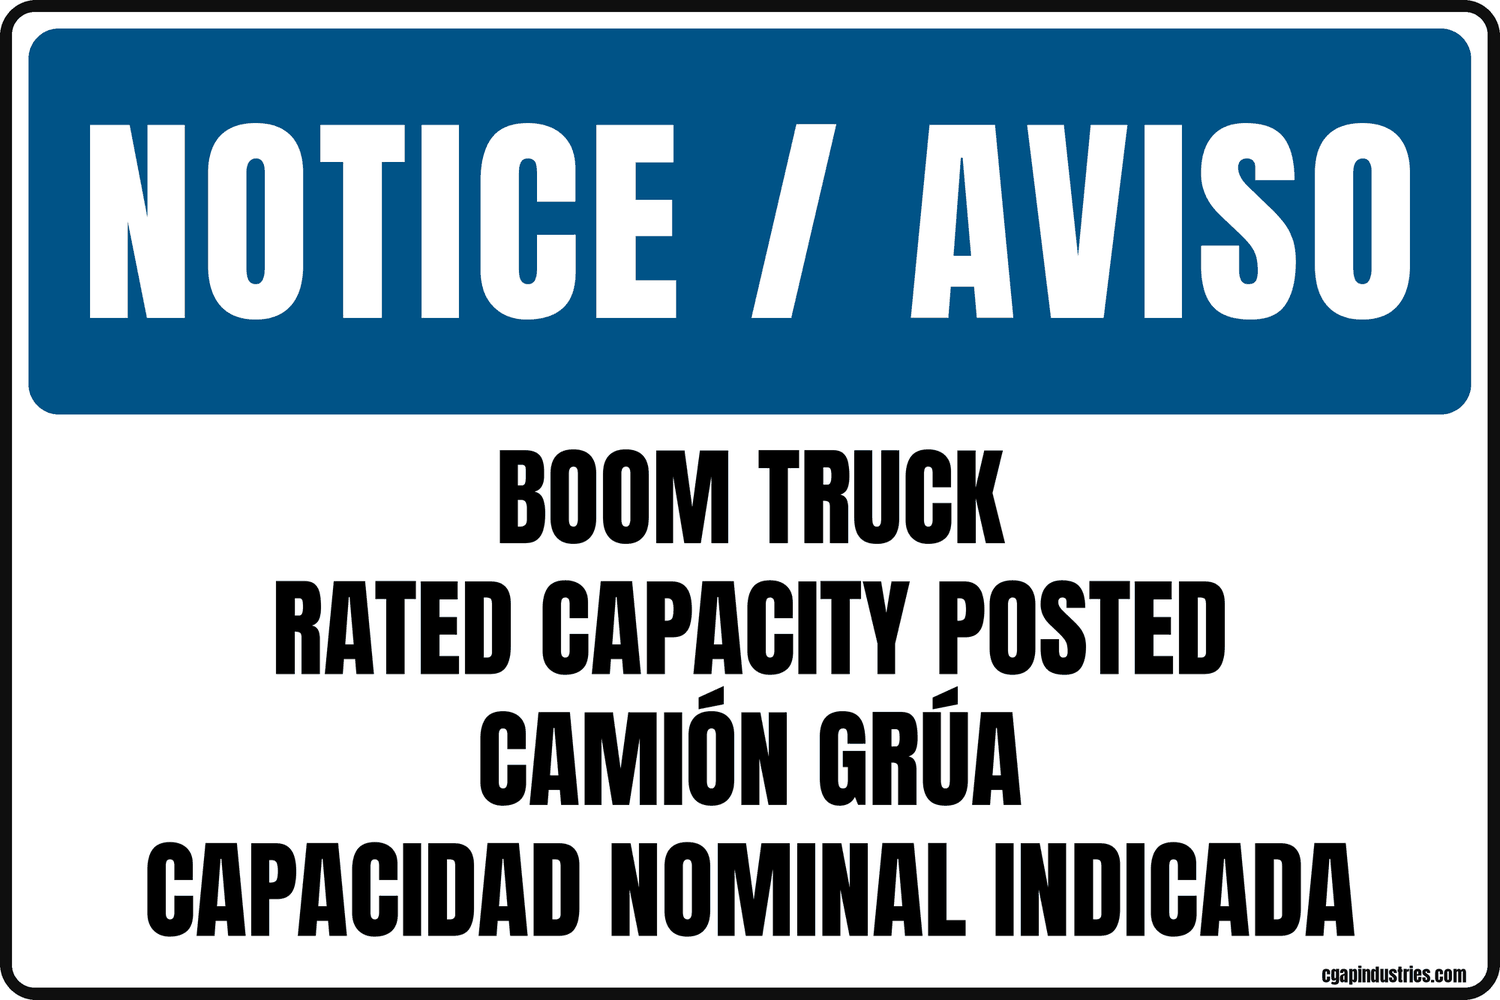 NOTICE / AVISO
BOOM TRUCK
RATED CAPACITY POSTED
CAMIÓN GRÚA
CAPACIDAD NOMINAL INDICADA
cgapindustries.com